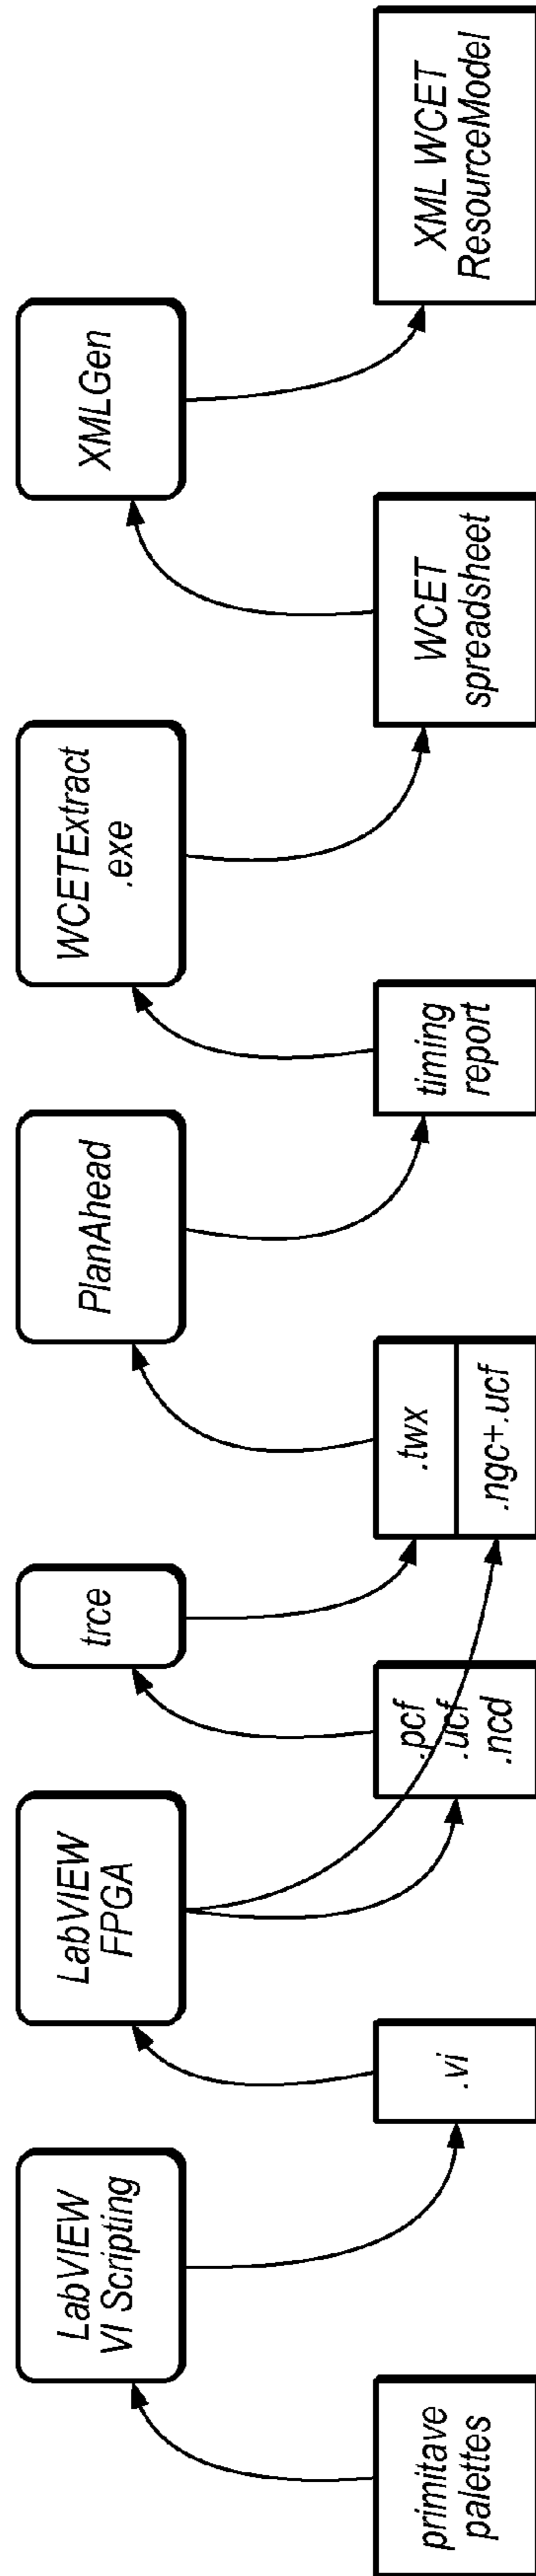 primitave
palettes
LabVIEW
VI Scripting
.vi
LabVIEW
FPGA
.pcf
.ucf
.ncd
trce
.twx
.ngc+.ucf
PlanAhead
timing
report
WCETExtract
.exe
WCET
spreadsheet
XMLGen
XML WCET
ResourceModel